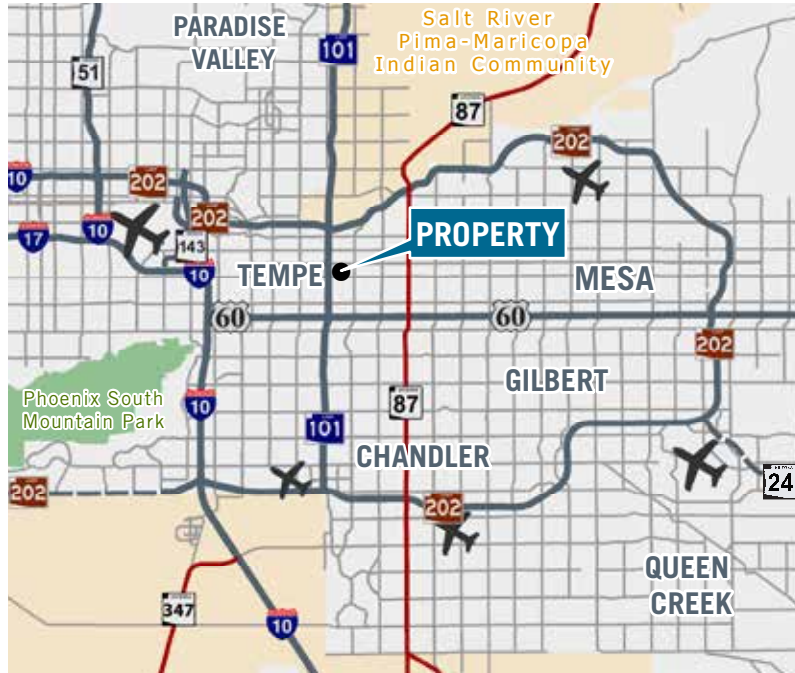 PARADISE
VALLEY
Salt River
Pima-Maricopa
Indian Community
101
51
87
202
10
202
202
10
17
143
10
PROPERTY
TEMPE
MESA
60
60
202
GILBERT
Phoenix South
Mountain Park
10
87
101
CHANDLER
202
24
202
QUEEN
CREEK
347
10